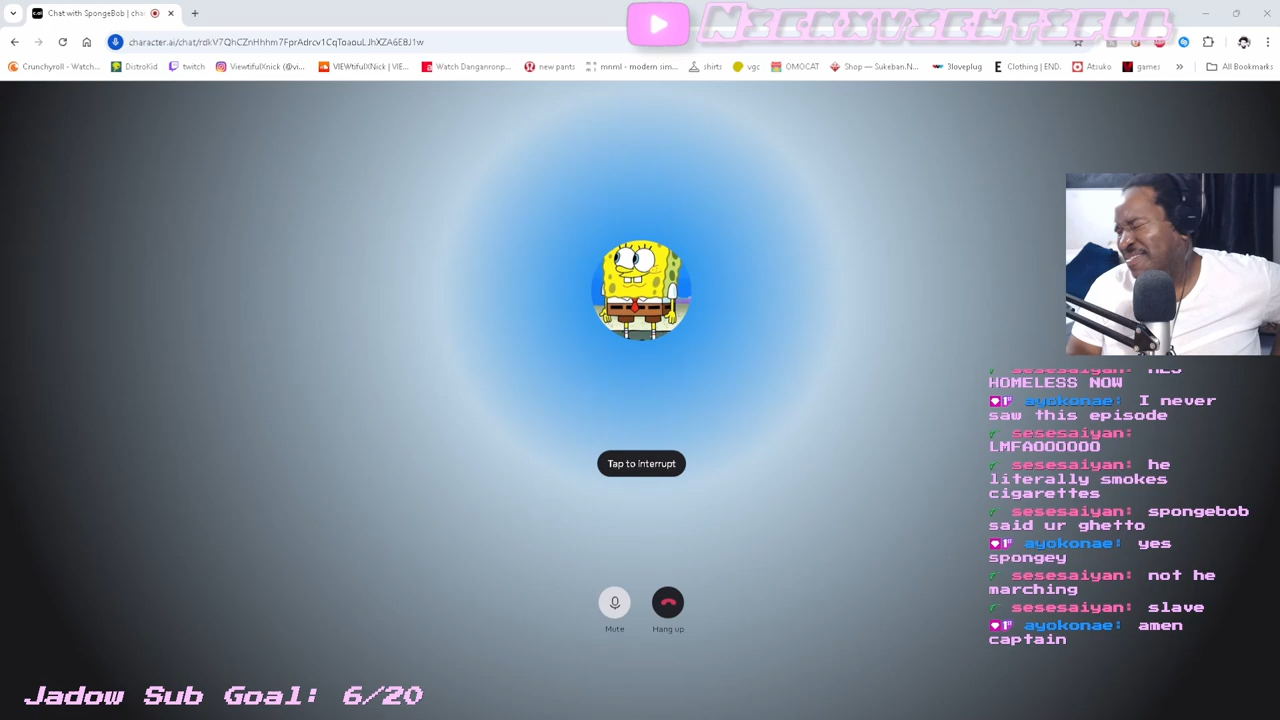 Chat with SpongeBob | cha
NICKXVIEWTIFUL
character.ai/chat/rdkV7QhCZnHhhm7FprAdrcv1CqTaaouLJhXZA6E8J1w
Crunchyroll - Watch... DistroKid twitch ViewtifulXnick (@vi... VIEWtifulXNick | VIE... Watch Danganronp... new pants mnml - modern sim... shirts vgc OMOCAT Shop — Sukeban.N... 3loveplug Clothing | END. Atsuko games » All Bookmarks
HOMELESS NOW
ayokonae: I never
saw this episode
sesesaiyan:
LMFAOOOOOO
sesesaiyan: he
literally smokes
cigarettes
sesesaiyan: spongebob
said ur ghetto
ayokonae: yes
spongey
sesesaiyan: not he
marching
sesesaiyan: slave
ayokonae: amen
captain
Tap to interrupt
Mute Hang up
Jadow Sub Goal: 6/20